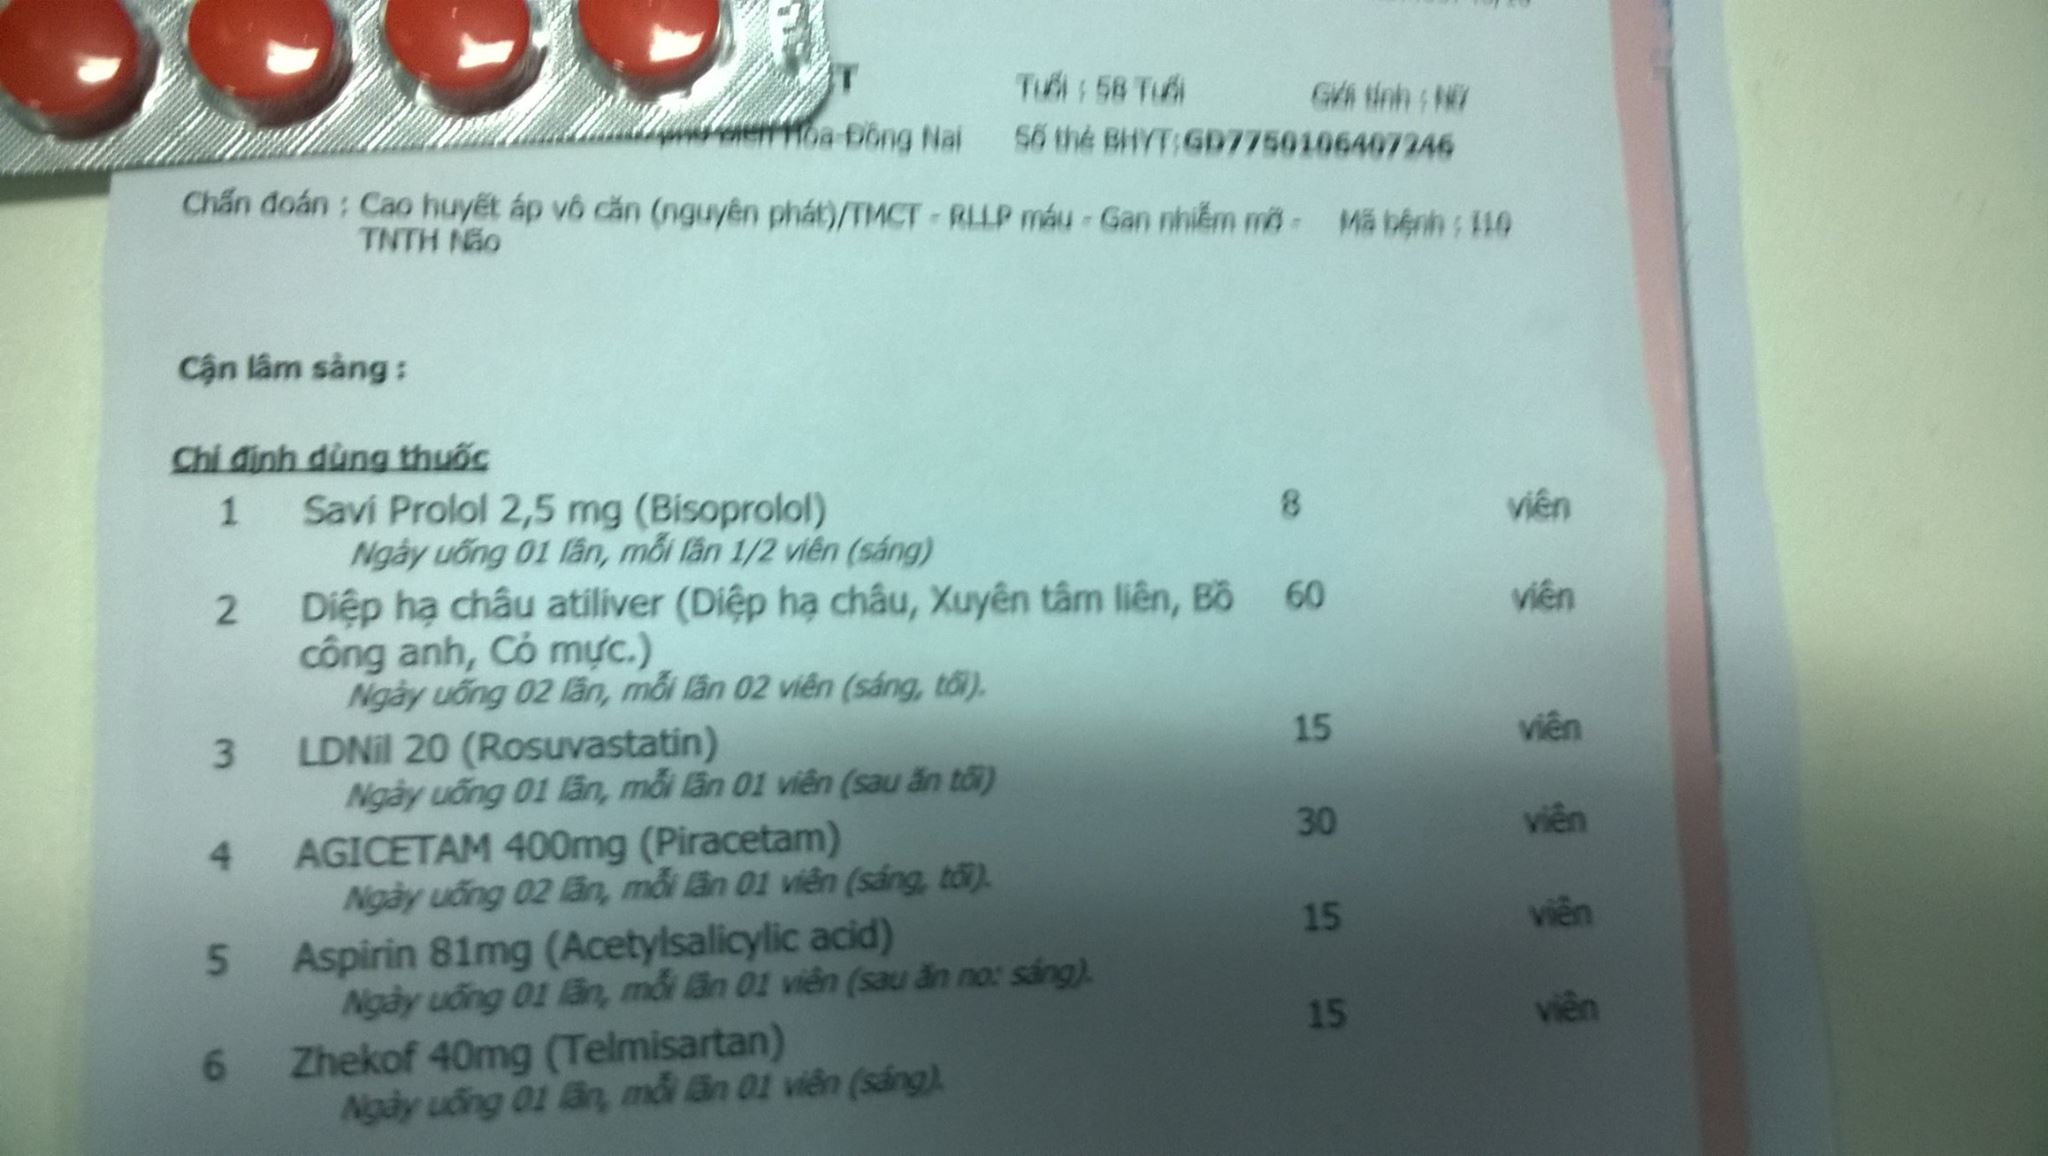 T Tuổi : 58 Tuổi Giới tính : Nữ
Biên Hòa-Đồng Nai Số thẻ BHYT:GD7750106407246
Chẩn đoán : Cao huyết áp vô căn (nguyên phát)/TMCT - RLLP máu - Gan nhiễm mỡ - Mã bệnh : I10
TNTH Não
Cận lâm sàng :
Chỉ định dùng thuốc
1 Savi Prolol 2,5 mg (Bisoprolol) 8 viên
Ngày uống 01 lần, mỗi lần 1/2 viên (sáng)
2 Diệp hạ châu atiliver (Diệp hạ châu, Xuyên tâm liên, Bồ 60 viên
công anh, Cỏ mực.)
Ngày uống 02 lần, mỗi lần 02 viên (sáng, tối).
3 LDNil 20 (Rosuvastatin) 15 viên
Ngày uống 01 lần, mỗi lần 01 viên (sau ăn tối)
4 AGICETAM 400mg (Piracetam) 30 viên
Ngày uống 02 lần, mỗi lần 01 viên (sáng, tối).
5 Aspirin 81mg (Acetylsalicylic acid) 15 viên
Ngày uống 01 lần, mỗi lần 01 viên (sau ăn no: sáng).
6 Zhekof 40mg (Telmisartan) 15 viên
Ngày uống 01 lần, mỗi lần 01 viên (sáng).